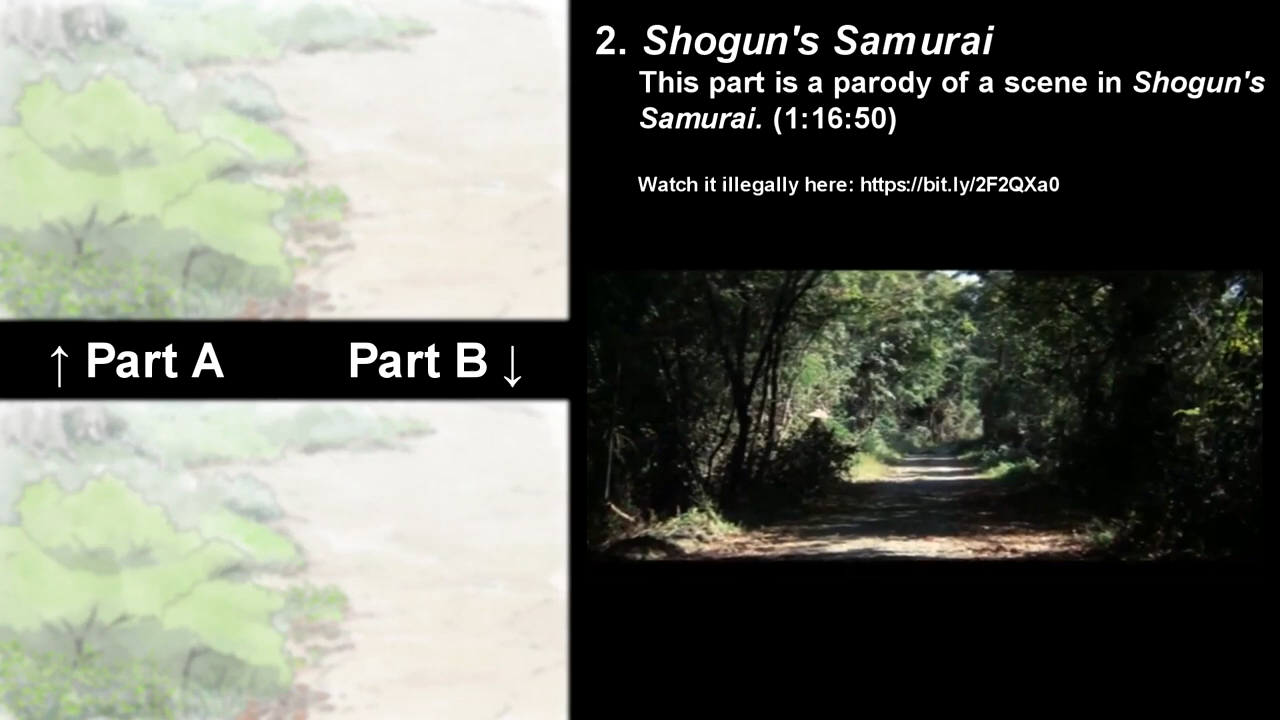 2. Shogun's Samurai
This part is a parody of a scene in Shogun's
Samurai. (1:16:50)
Watch it illegally here: https://bit.ly/2F2QXa0
↑ Part A
Part B ↓